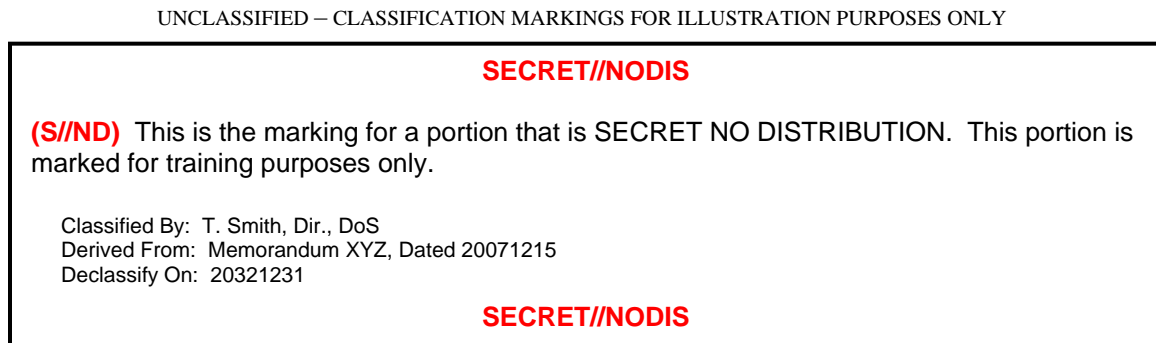 UNCLASSIFIED – CLASSIFICATION MARKINGS FOR ILLUSTRATION PURPOSES ONLY
SECRET//NODIS
(S//ND) This is the marking for a portion that is SECRET NO DISTRIBUTION. This portion is
marked for training purposes only.
Classified By: T. Smith, Dir., DoS
Derived From: Memorandum XYZ, Dated 20071215
Declassify On: 20321231
SECRET//NODIS